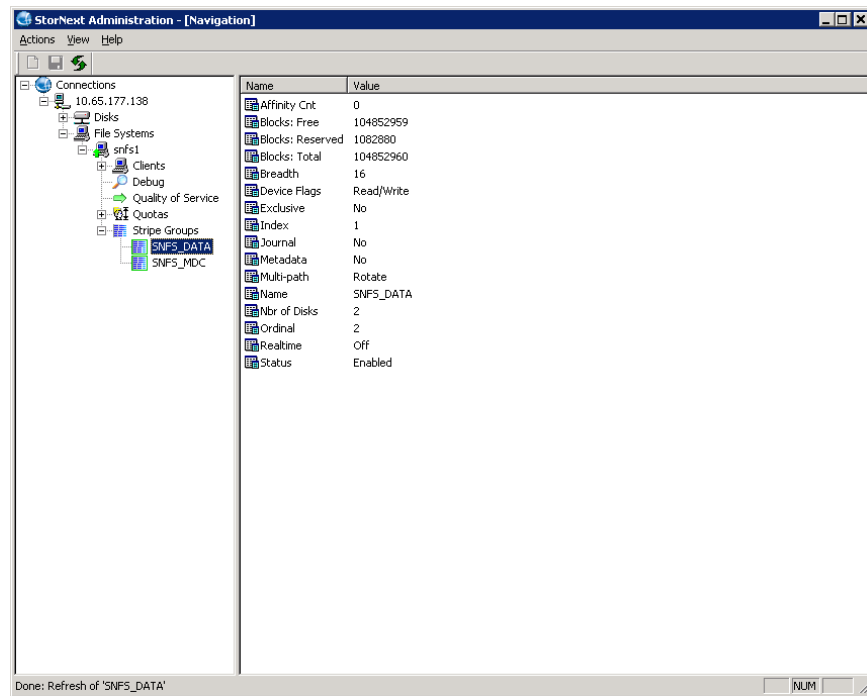 StorNext Administration - [Navigation]
Actions View Help
Connections
10.65.177.138
Disks
File Systems
snfs1
Clients
Debug
Quality of Service
Quotas
Stripe Groups
SNFS_DATA
SNFS_MDC
Name Value
Affinity Cnt 0
Blocks: Free 104852959
Blocks: Reserved 1082880
Blocks: Total 104852960
Breadth 16
Device Flags Read/Write
Exclusive No
Index 1
Journal No
Metadata No
Multi-path Rotate
Name SNFS_DATA
Nbr of Disks 2
Ordinal 2
Realtime Off
Status Enabled
Done: Refresh of 'SNFS_DATA' NUM